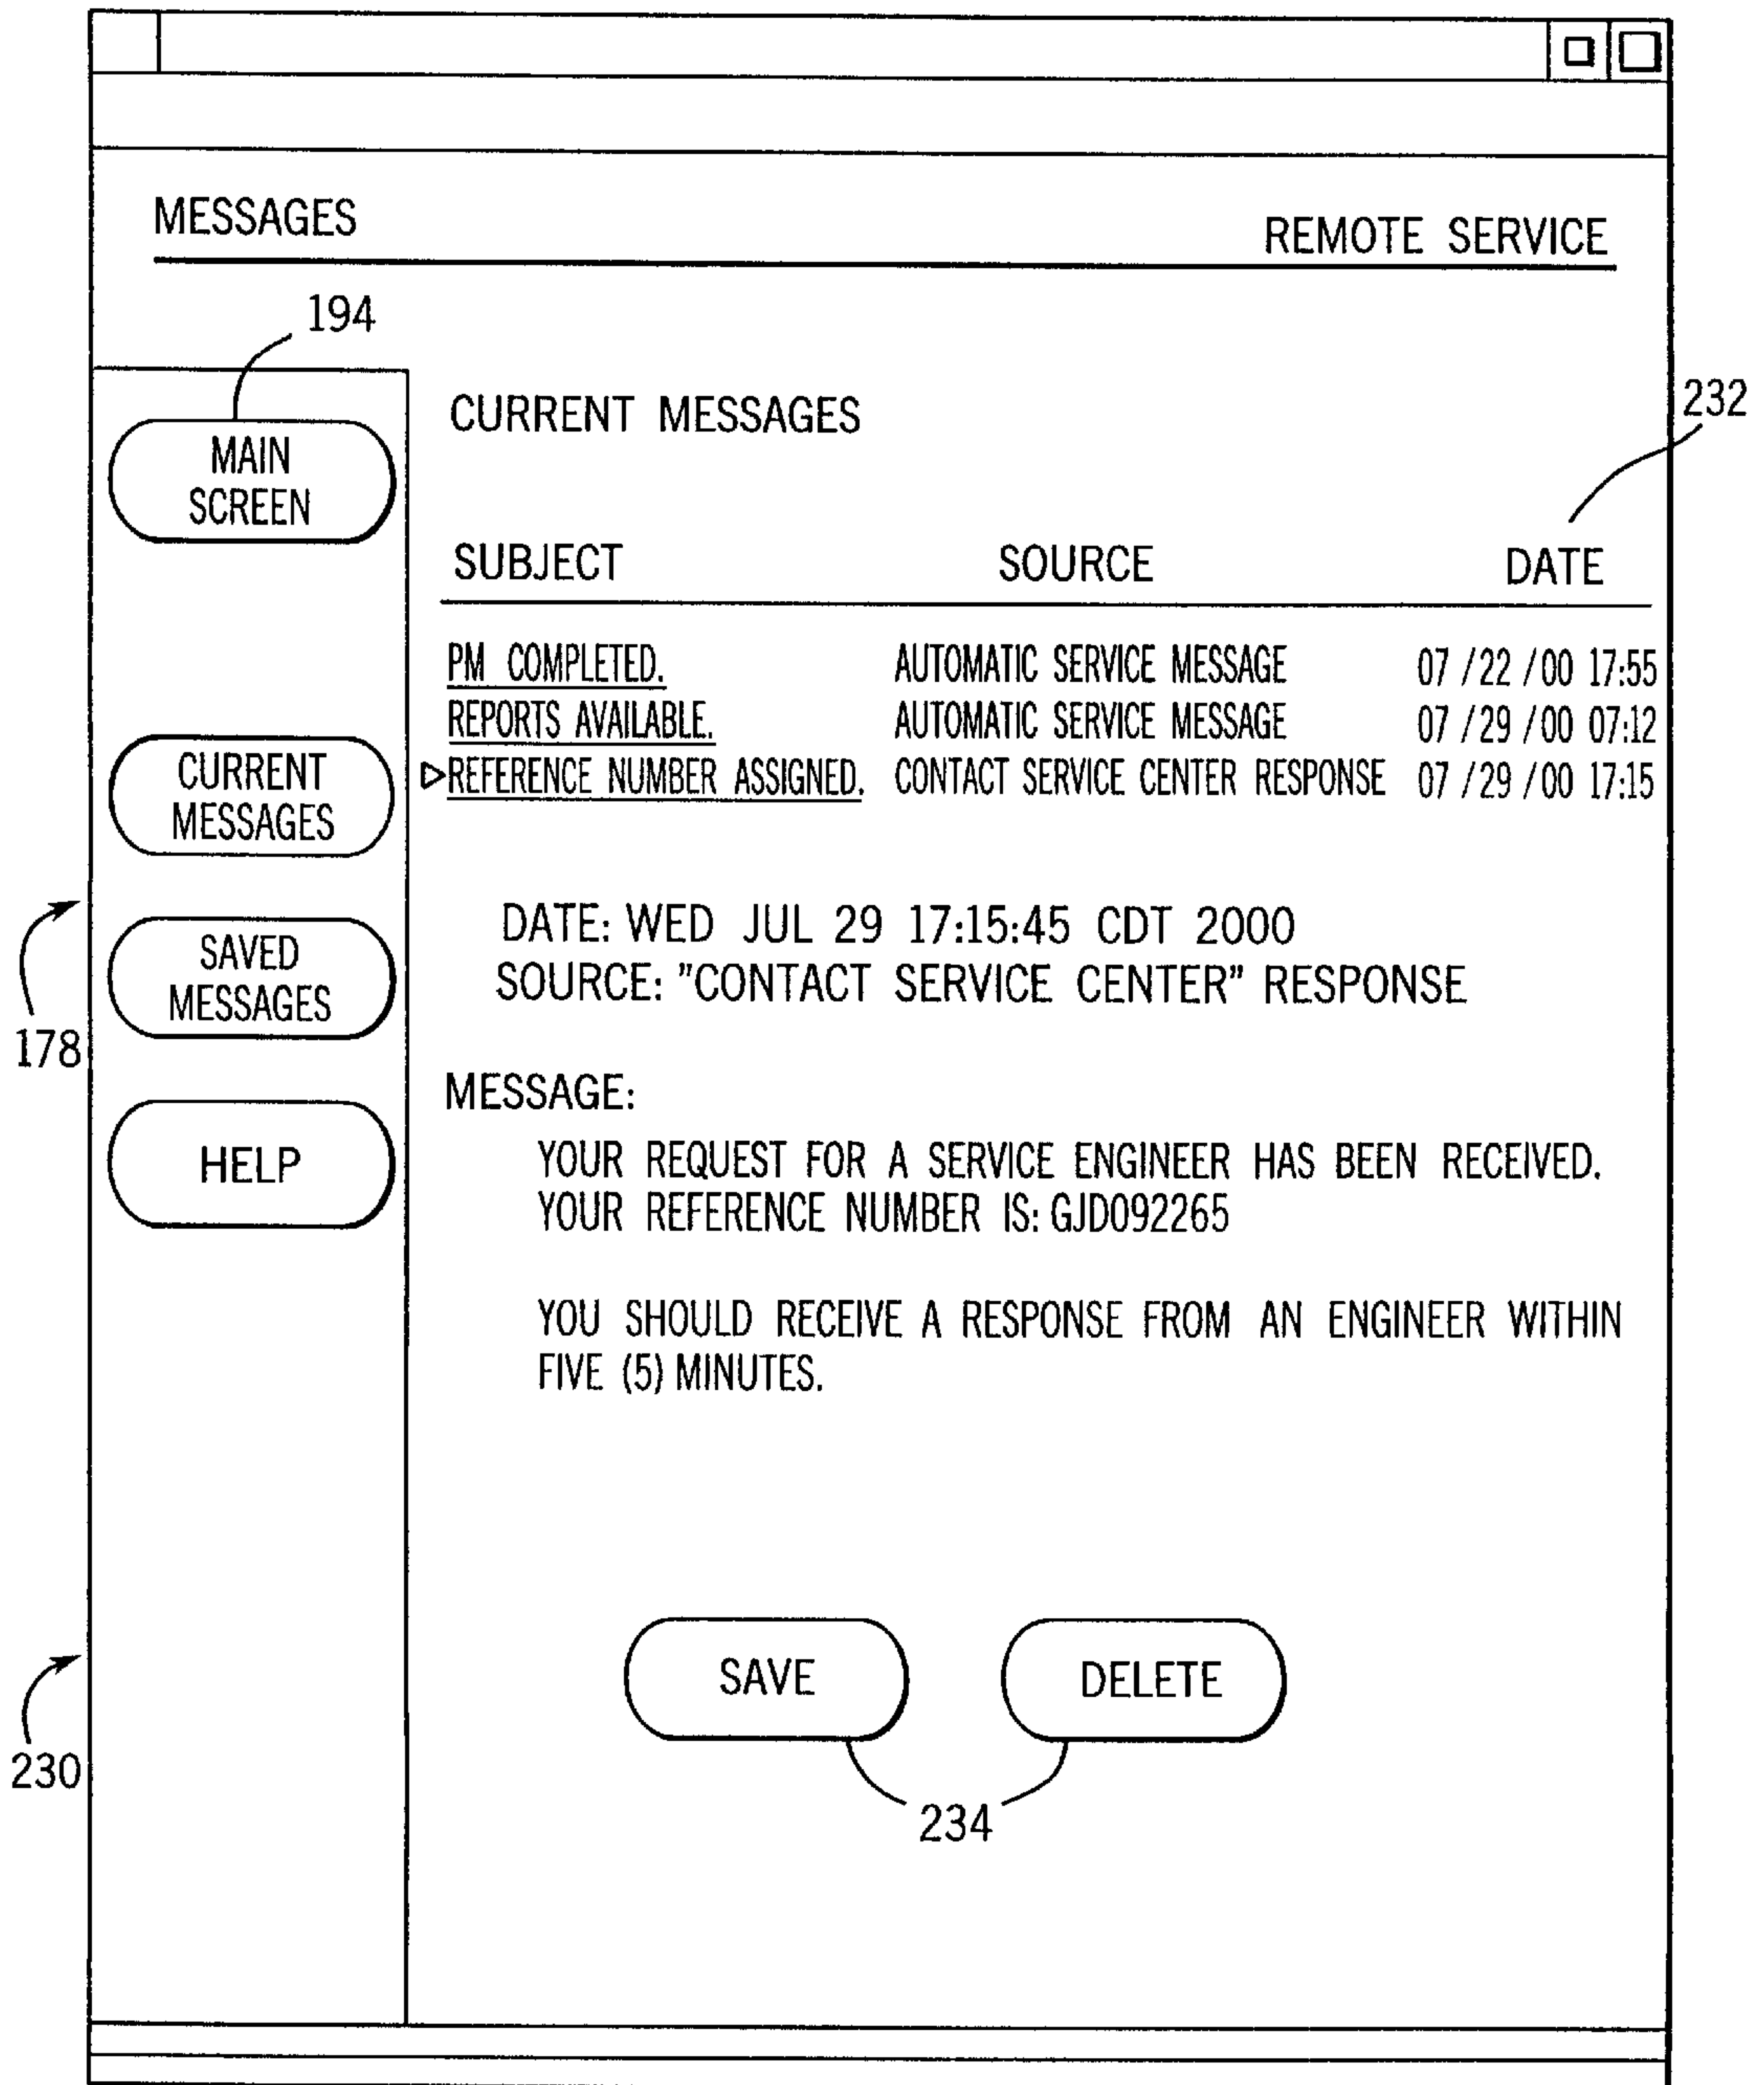 MESSAGES
REMOTE SERVICE
194
MAIN
SCREEN
CURRENT MESSAGES
232
SUBJECT SOURCE DATE
PM COMPLETED. AUTOMATIC SERVICE MESSAGE 07 /22 /00 17:55
REPORTS AVAILABLE. AUTOMATIC SERVICE MESSAGE 07 /29 /00 07:12
REFERENCE NUMBER ASSIGNED. CONTACT SERVICE CENTER RESPONSE 07 /29 /00 17:15
CURRENT
MESSAGES
SAVED
MESSAGES
178
HELP
DATE: WED JUL 29 17:15:45 CDT 2000
SOURCE: "CONTACT SERVICE CENTER" RESPONSE
MESSAGE:
YOUR REQUEST FOR A SERVICE ENGINEER HAS BEEN RECEIVED.
YOUR REFERENCE NUMBER IS: GJD092265
YOU SHOULD RECEIVE A RESPONSE FROM AN ENGINEER WITHIN
FIVE (5) MINUTES.
SAVE DELETE
230
234